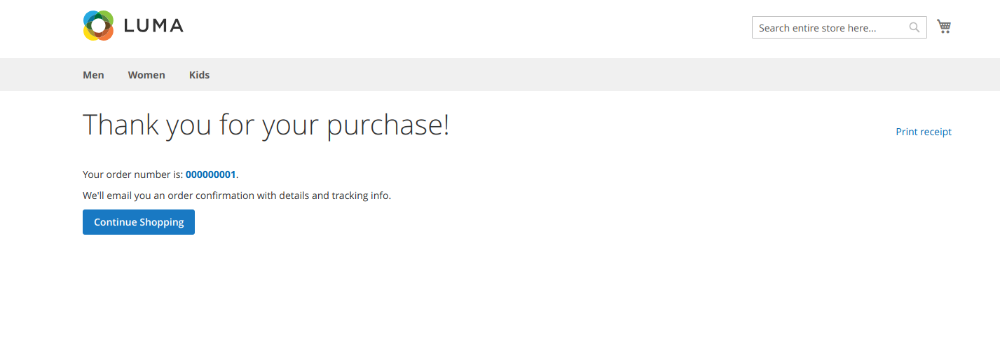 LUMA
Search entire store here...
Men Women Kids
Thank you for your purchase!
Print receipt
Your order number is: 000000001.
We'll email you an order confirmation with details and tracking info.
Continue Shopping